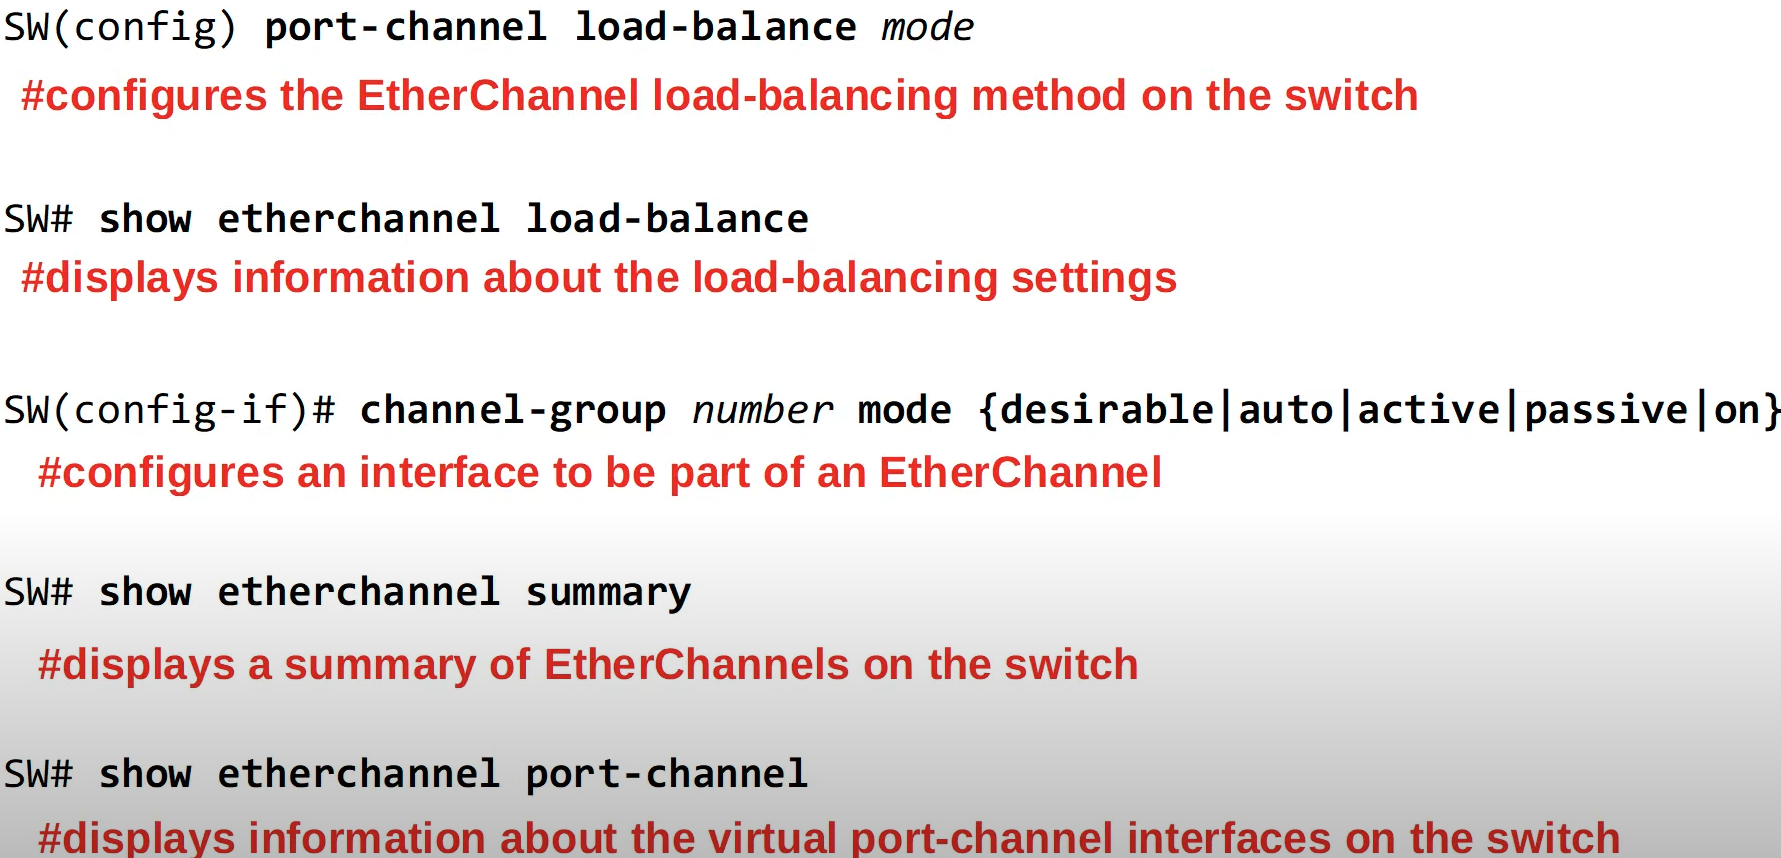 SW(config) port-channel load-balance mode
#configures the EtherChannel load-balancing method on the switch
SW# show etherchannel load-balance
#displays information about the load-balancing settings
SW(config-if)# channel-group number mode {desirable|auto|active|passive|on}
#configures an interface to be part of an EtherChannel
SW# show etherchannel summary
#displays a summary of EtherChannels on the switch
SW# show etherchannel port-channel
#displays information about the virtual port-channel interfaces on the switch